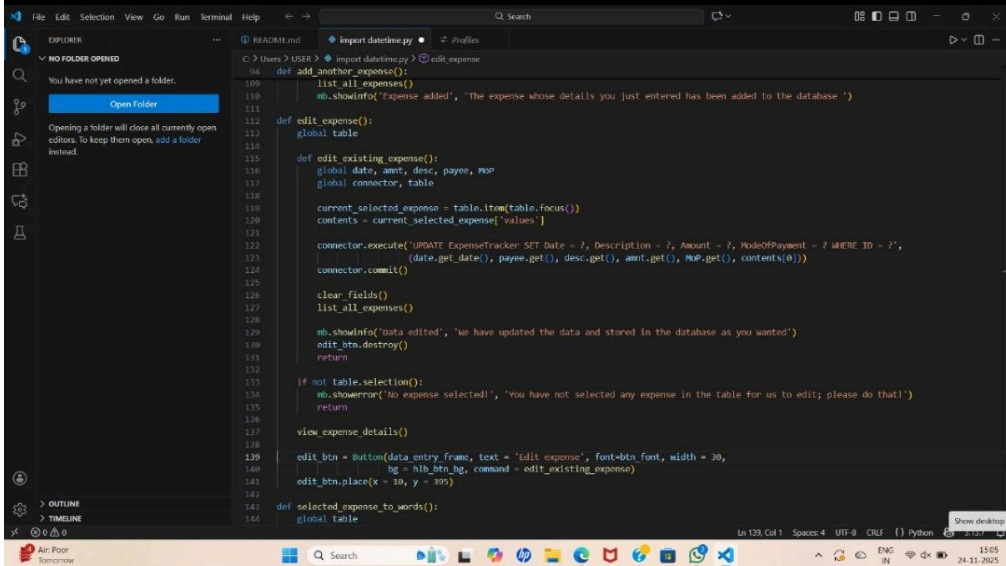 File Edit Selection View Go Run Terminal Help
Search
EXPLORER
NO FOLDER OPENED
You have not yet opened a folder.
Open Folder
Opening a folder will close all currently open
editors. To keep them open, add a folder
instead.
OUTLINE
TIMELINE
README.md import datetime.py Profiles
C: > Users > USER > import datetime.py > edit_expense
94 def add_another_expense():
109 list_all_expenses()
110 mb.showinfo('Expense added', 'The expense whose details you just entered has been added to the database ')
111
112 def edit_expense():
113 global table
114
115 def edit_existing_expense():
116 global date, amnt, desc, payee, MoP
117 global connector, table
118
119 current_selected_expense = table.item(table.focus())
120 contents = current_selected_expense['values']
121
122 connector.execute('UPDATE ExpenseTracker SET Date = ?, Description = ?, Amount = ?, ModeOfPayment = ? WHERE ID = ?',
123 (date.get_date(), payee.get(), desc.get(), amnt.get(), MoP.get(), contents[0]))
124 connector.commit()
125
126 clear_fields()
127 list_all_expenses()
128
129 mb.showinfo('Data edited', 'We have updated the data and stored in the database as you wanted')
130 edit_btn.destroy()
131 return
132
133 if not table.selection():
134 mb.showerror('No expense selected!', 'You have not selected any expense in the table for us to edit; please do that!')
135 return
136
137 view_expense_details()
138
139 edit_btn = Button(data_entry_frame, text = 'Edit expense', font=btn_font, width = 30,
140 bg = hlb_btn_bg, command = edit_existing_expense)
141 edit_btn.place(x = 10, y = 395)
142
143 def selected_expense_to_words():
144 global table
Show desktop
0 0 Ln 139, Col 1 Spaces: 4 UTF-8 CRLF {} Python 3.13.7
Air: Poor
Tomorrow
Search
ENG
IN
15:05
24-11-2025